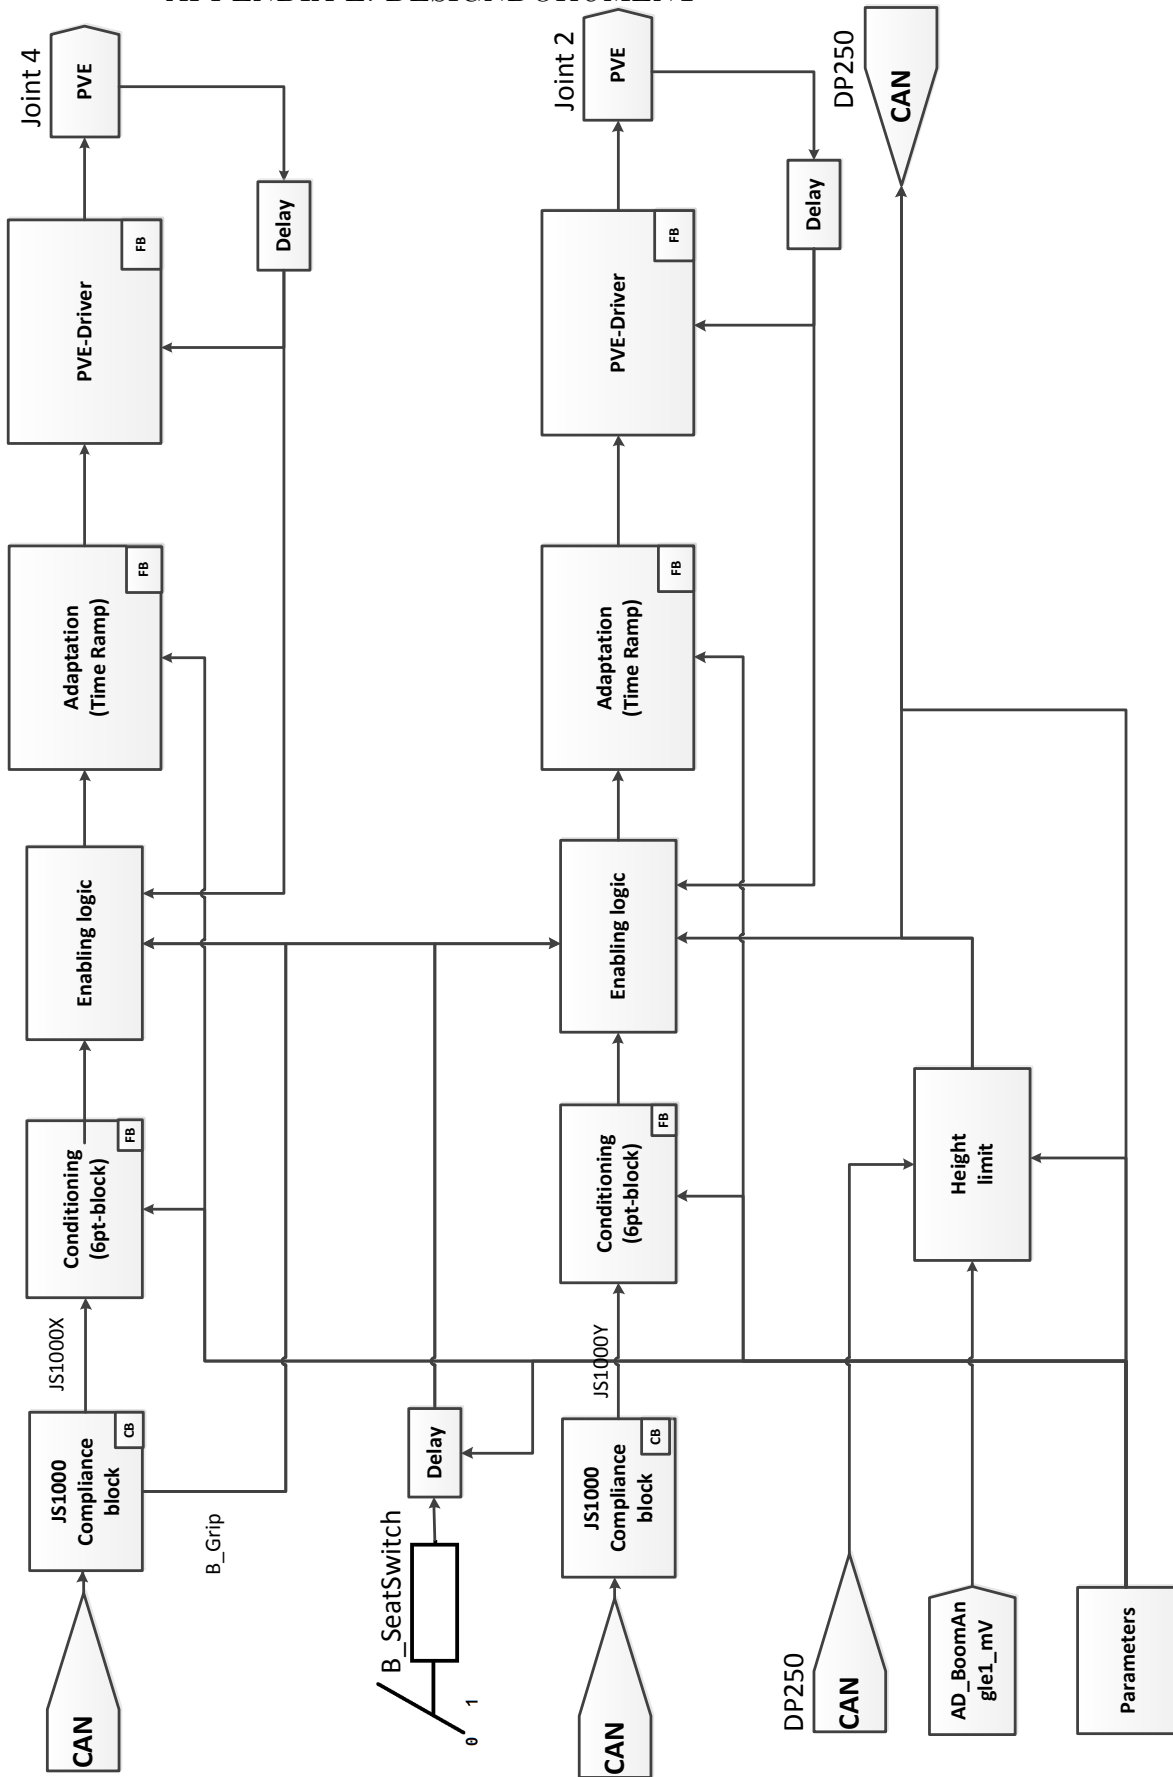 APPENDIX E. DESIGNDOKUMENT
CAN
JS1000
Compliance
block
CB
JS1000X
Conditioning
(6pt-block)
FB
Enabling logic
Adaptation
(Time Ramp)
FB
PVE-Driver
FB
Joint 4
PVE
Delay
B_Grip
B_SeatSwitch
0
1
Delay
CAN
JS1000
Compliance
block
CB
JS1000Y
Conditioning
(6pt-block)
FB
Enabling logic
Adaptation
(Time Ramp)
FB
PVE-Driver
FB
Joint 2
PVE
Delay
DP250
CAN
DP250
CAN
AD_BoomAn
gle1_mV
Height
limit
Parameters